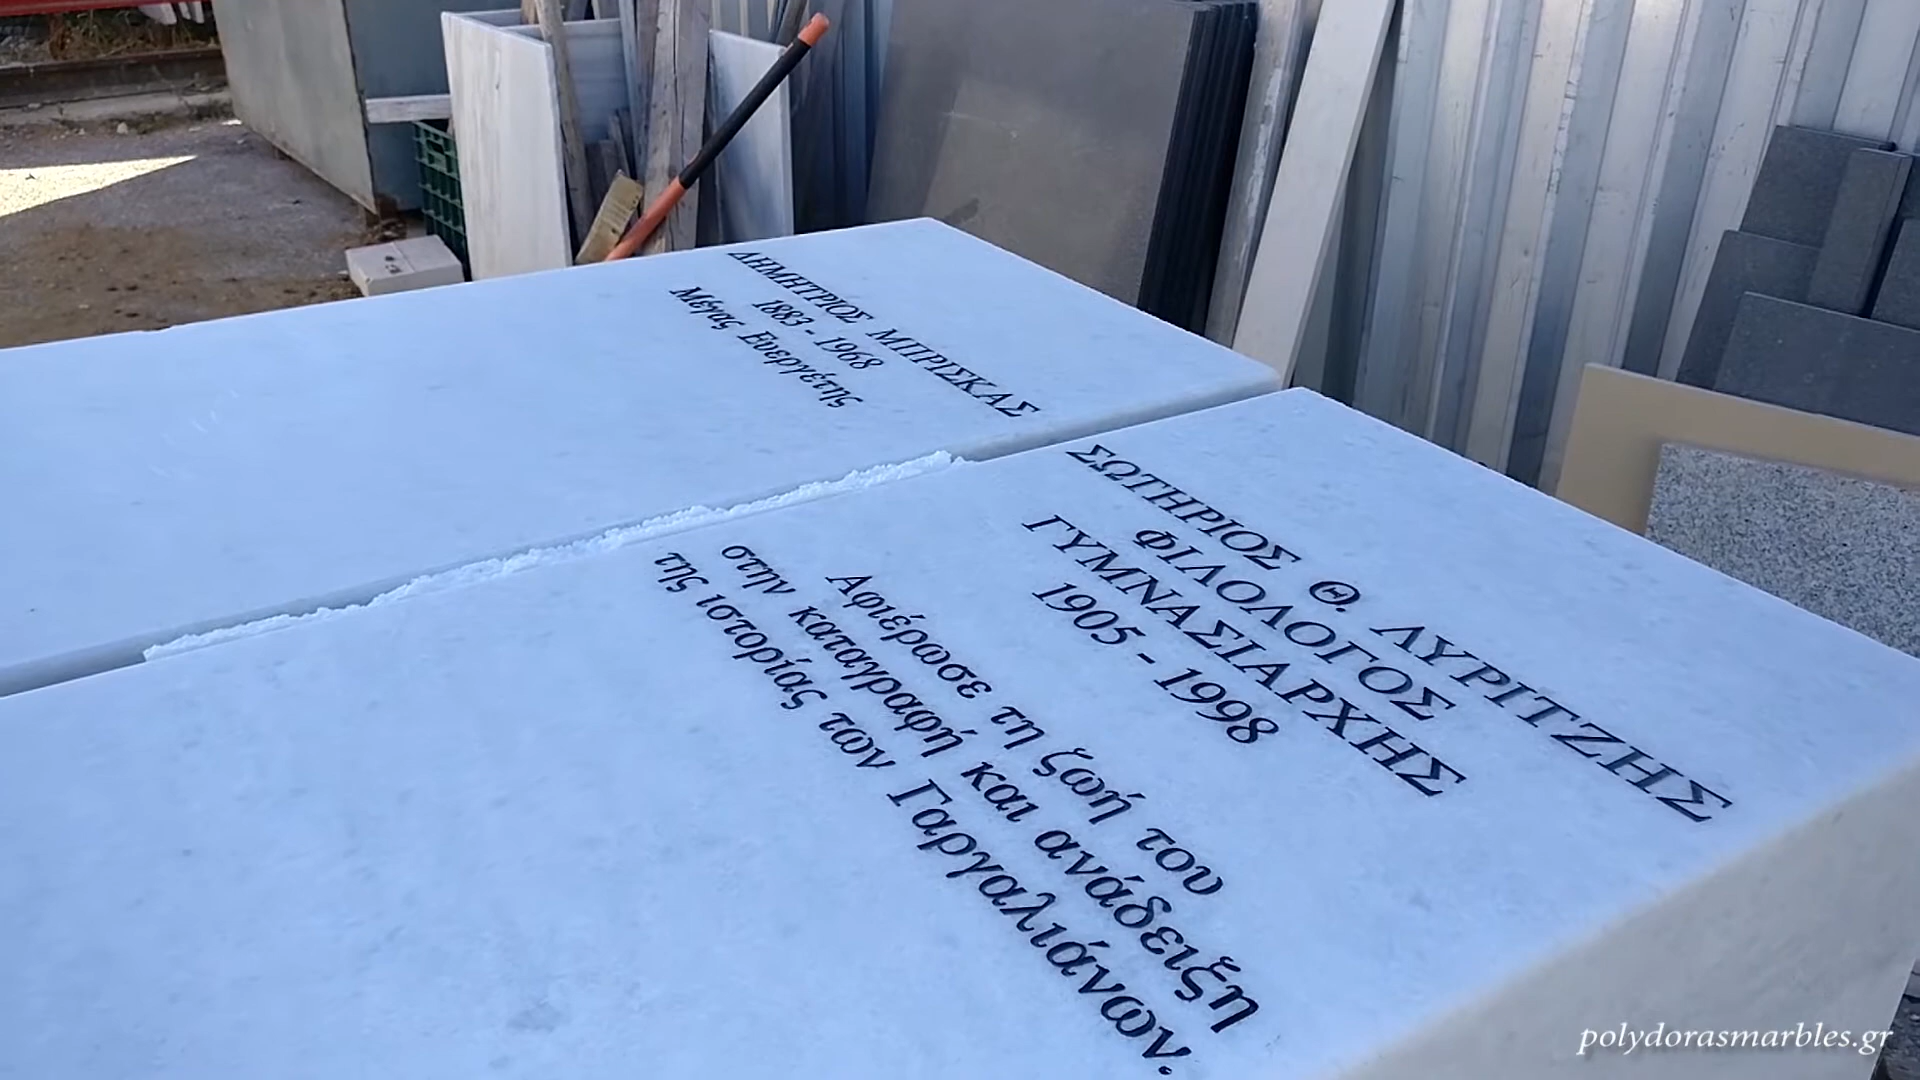 ΔΗΜΗΤΡΙΟΣ ΜΠΡΙΣΚΑΣ
1883 - 1968
Μέγας Ευεργέτης
ΣΩΤΗΡΙΟΣ Θ. ΛΥΡΙΤΖΗΣ
ΦΙΛΟΛΟΓΟΣ
ΓΥΜΝΑΣΙΑΡΧΗΣ
1905 - 1998
Αφιέρωσε τη ζωή του
στην καταγραφή και ανάδειξη
της ιστορίας των Γαργαλιάνων.
polydorasmarbles.gr